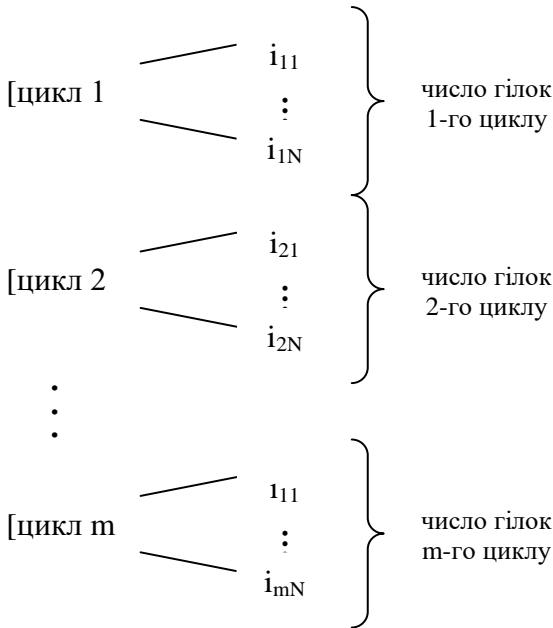 i₁₁
[цикл 1
число гілок
1-го циклу
⋮
i₁N
i₂₁
[цикл 2
число гілок
2-го циклу
⋮
i₂N
⋮
i₁₁
[цикл m
число гілок
m-го циклу
⋮
imN